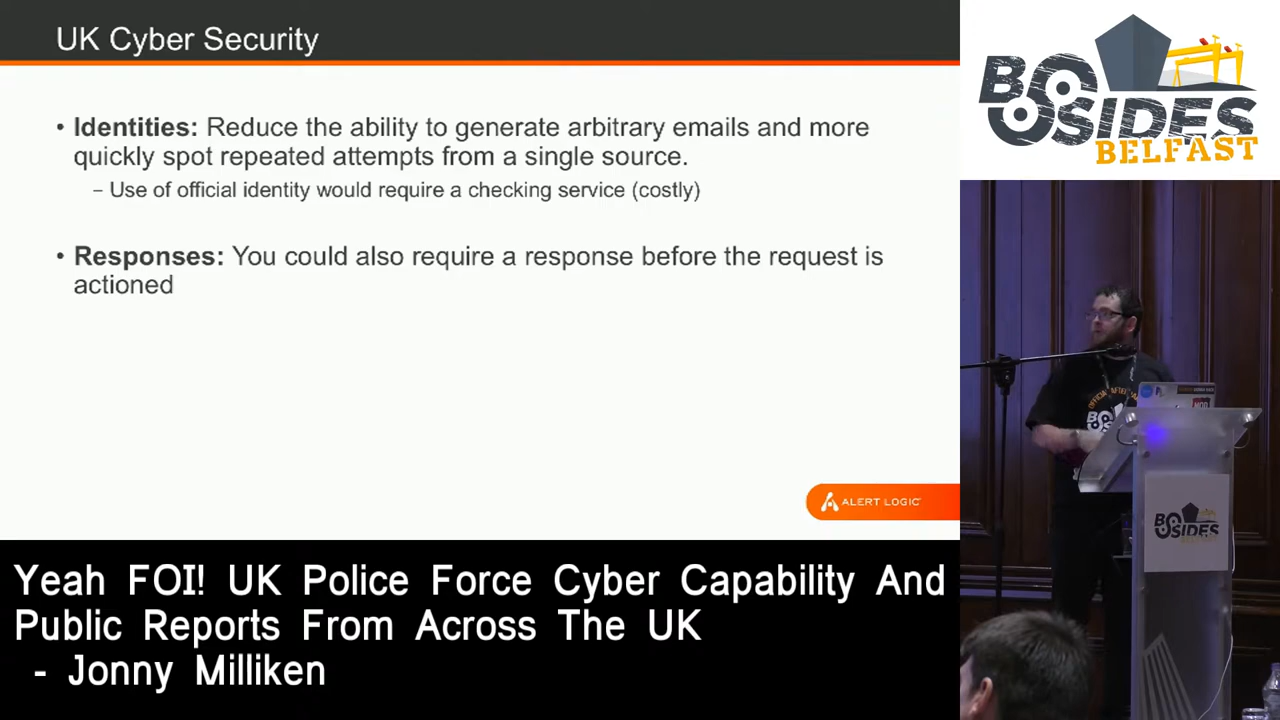 UK Cyber Security
• Identities: Reduce the ability to generate arbitrary emails and more
quickly spot repeated attempts from a single source.
– Use of official identity would require a checking service (costly)
• Responses: You could also require a response before the request is
actioned
ALERT LOGIC
BSIDES
BELFAST
BSIDES
BELFAST
Yeah FOI! UK Police Force Cyber Capability And
Public Reports From Across The UK
- Jonny Milliken